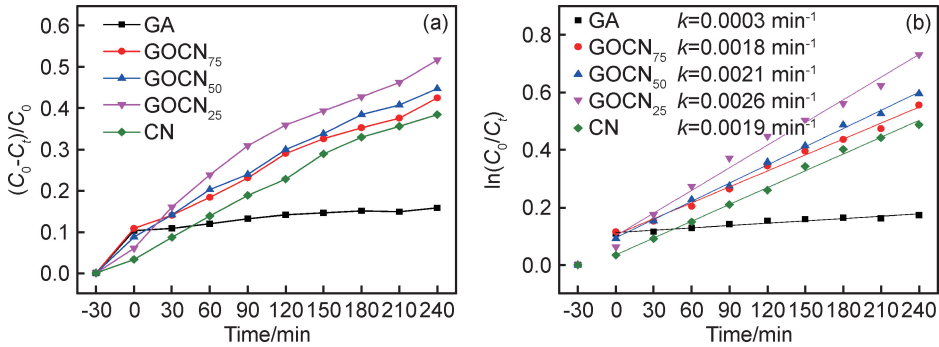 (a)
GA
GOCN75
GOCN50
GOCN25
CN
(C0-Ct)/C0
0.6
0.5
0.4
0.3
0.2
0.1
0.0
-30 0 30 60 90 120 150 180 210 240
Time/min
(b)
GA k=0.0003 min-1
GOCN75 k=0.0018 min-1
GOCN50 k=0.0021 min-1
GOCN25 k=0.0026 min-1
CN k=0.0019 min-1
ln(C0/Ct)
0.8
0.6
0.4
0.2
0.0
-30 0 30 60 90 120 150 180 210 240
Time/min